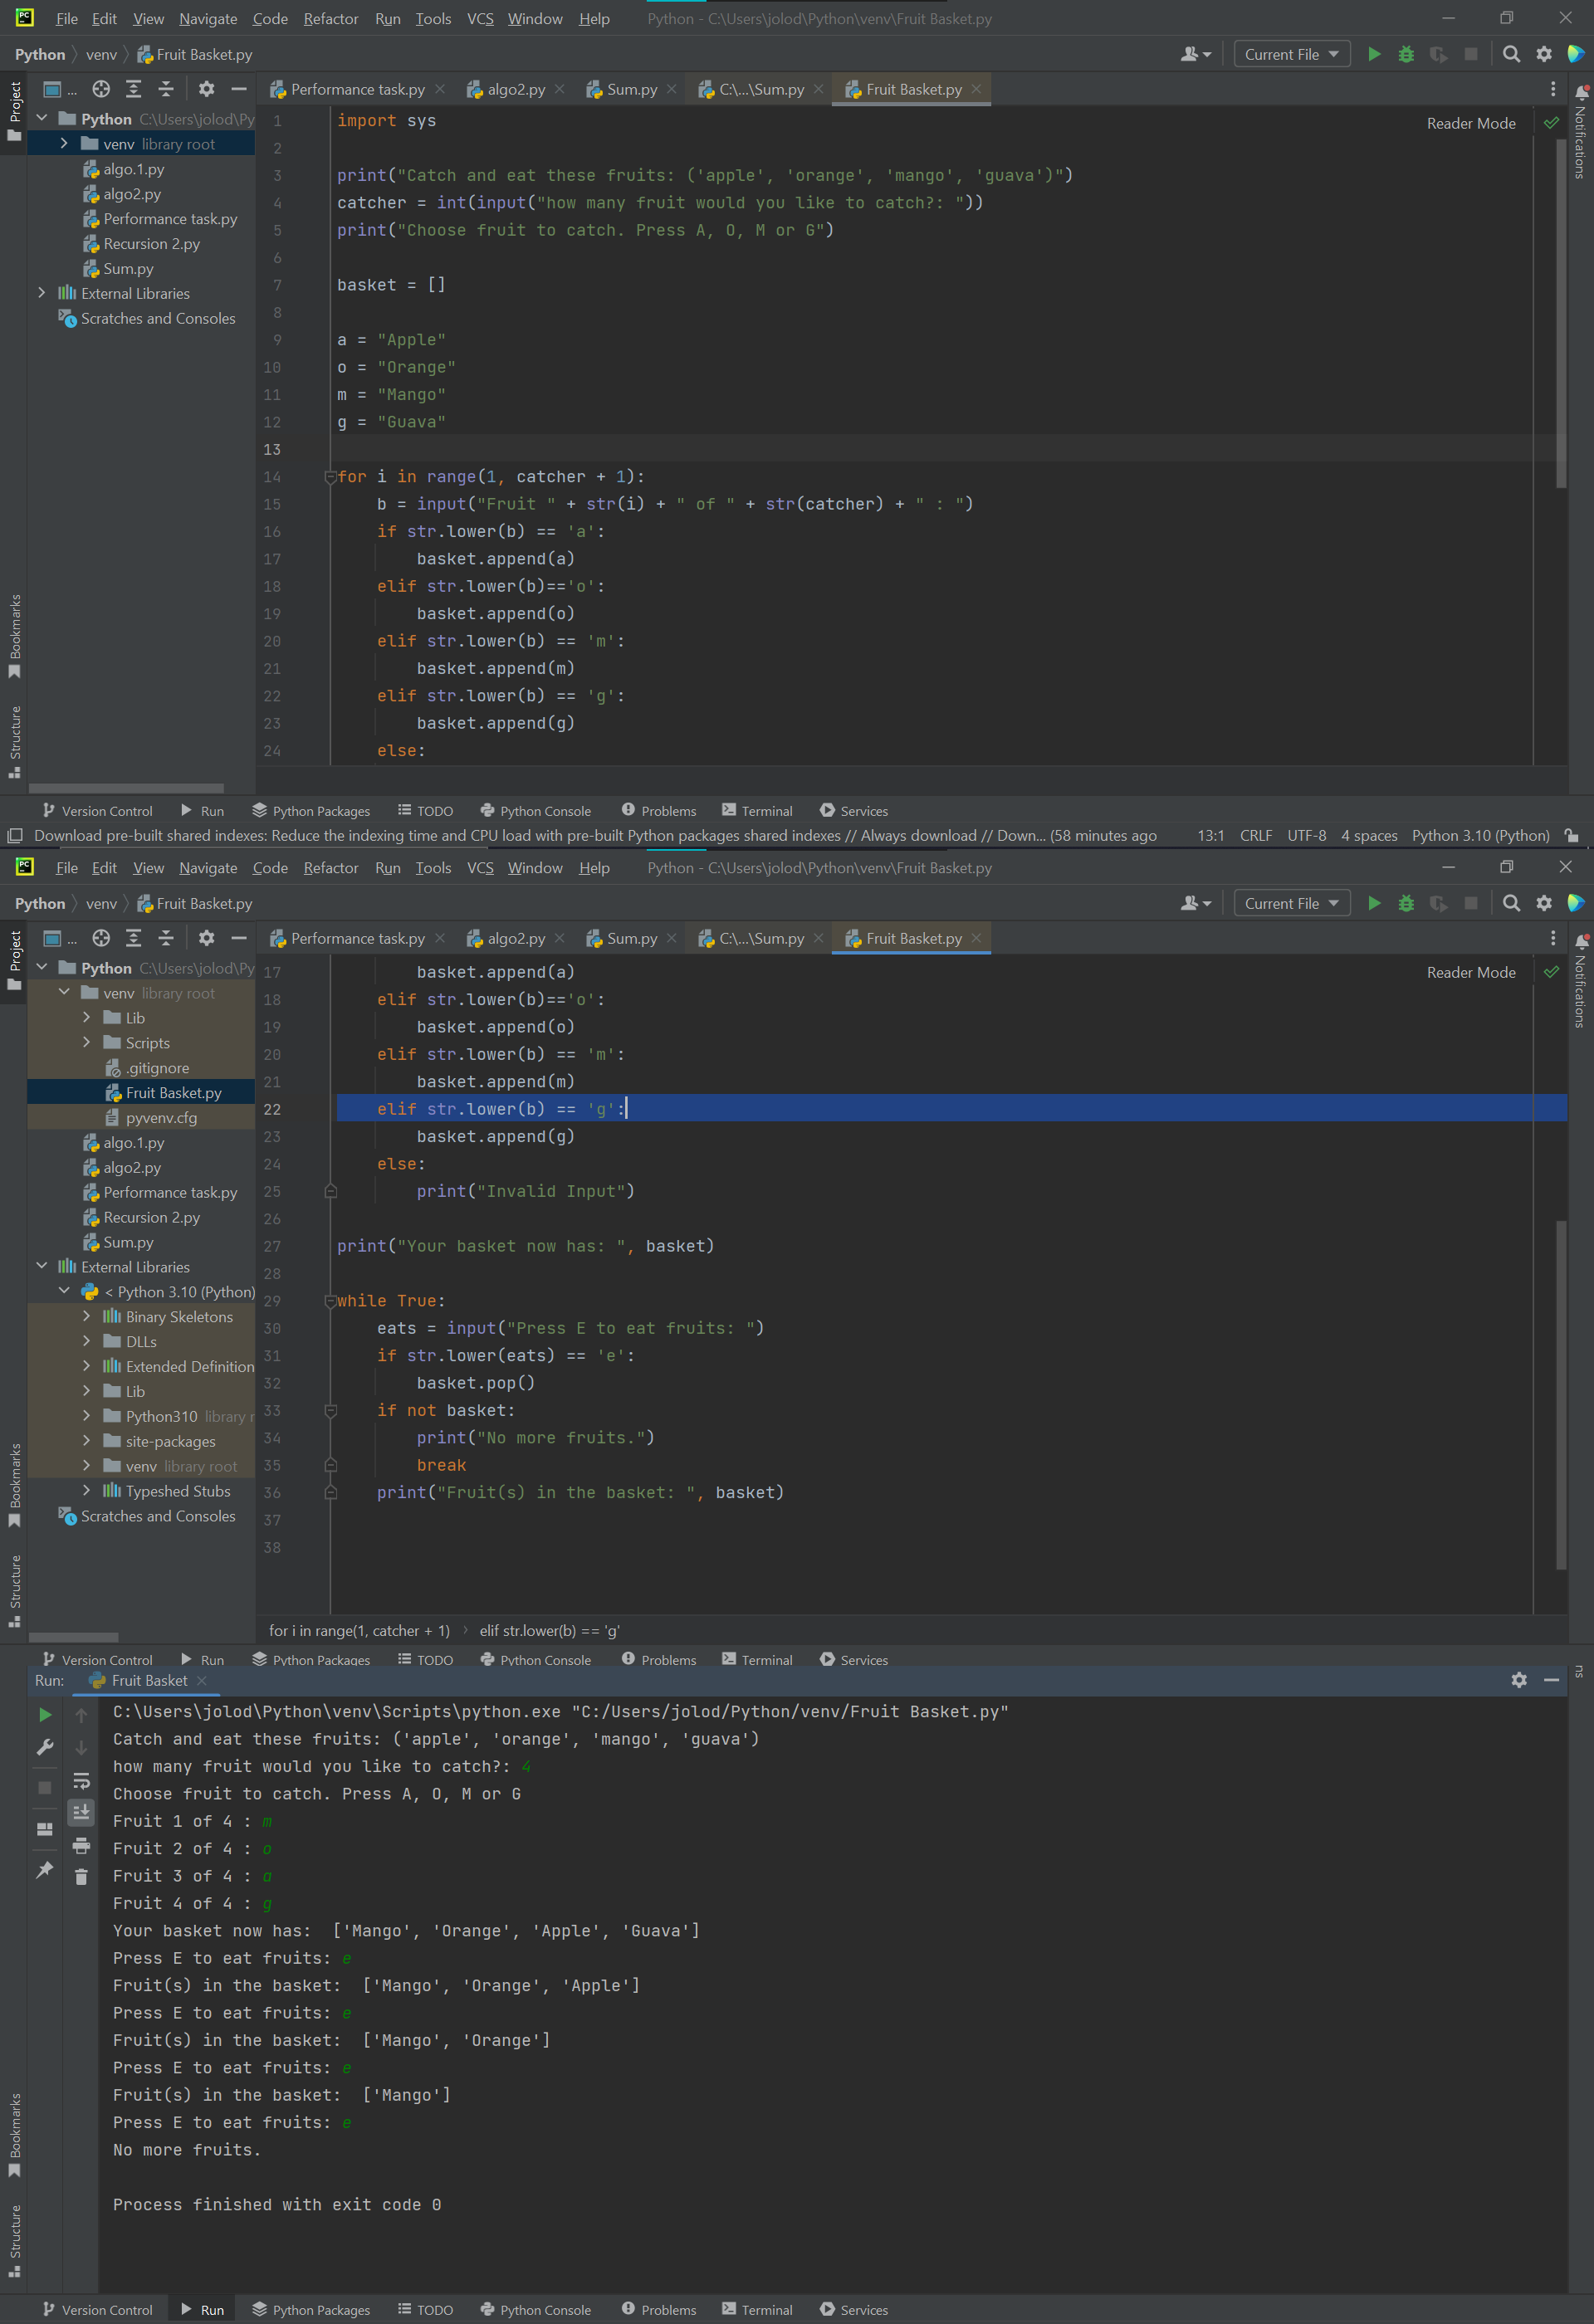 File Edit View Navigate Code Refactor Run Tools VCS Window Help Python - C:\Users\jolod\Python\venv\Fruit Basket.py
Python venv Fruit Basket.py Current File
Project
Notifications
Bookmarks
Structure
... Performance task.py algo2.py Sum.py C:\...\Sum.py Fruit Basket.py
Python C:\Users\jolod\Py
venv library root
algo.1.py
algo2.py
Performance task.py
Recursion 2.py
Sum.py
External Libraries
Scratches and Consoles
Reader Mode
1 import sys
2
3 print("Catch and eat these fruits: ('apple', 'orange', 'mango', 'guava')")
4 catcher = int(input("how many fruit would you like to catch?: "))
5 print("Choose fruit to catch. Press A, O, M or G")
6
7 basket = []
8
9 a = "Apple"
10 o = "Orange"
11 m = "Mango"
12 g = "Guava"
13
14 for i in range(1, catcher + 1):
15     b = input("Fruit " + str(i) + " of " + str(catcher) + " : ")
16     if str.lower(b) == 'a':
17         basket.append(a)
18     elif str.lower(b)=='o':
19         basket.append(o)
20     elif str.lower(b) == 'm':
21         basket.append(m)
22     elif str.lower(b) == 'g':
23         basket.append(g)
24     else:
Version Control Run Python Packages TODO Python Console Problems Terminal Services
Download pre-built shared indexes: Reduce the indexing time and CPU load with pre-built Python packages shared indexes // Always download // Down... (58 minutes ago 13:1 CRLF UTF-8 4 spaces Python 3.10 (Python)
File Edit View Navigate Code Refactor Run Tools VCS Window Help Python - C:\Users\jolod\Python\venv\Fruit Basket.py
Python venv Fruit Basket.py Current File
Project
Notifications
Bookmarks
Structure
... Performance task.py algo2.py Sum.py C:\...\Sum.py Fruit Basket.py
Python C:\Users\jolod\Py
venv library root
Lib
Scripts
.gitignore
Fruit Basket.py
pyvenv.cfg
algo.1.py
algo2.py
Performance task.py
Recursion 2.py
Sum.py
External Libraries
< Python 3.10 (Python)
Binary Skeletons
DLLs
Extended Definition
Lib
Python310 library r
site-packages
venv library root
Typeshed Stubs
Scratches and Consoles
Reader Mode
17         basket.append(a)
18     elif str.lower(b)=='o':
19         basket.append(o)
20     elif str.lower(b) == 'm':
21         basket.append(m)
22     elif str.lower(b) == 'g':
23         basket.append(g)
24     else:
25         print("Invalid Input")
26
27 print("Your basket now has: ", basket)
28
29 while True:
30     eats = input("Press E to eat fruits: ")
31     if str.lower(eats) == 'e':
32         basket.pop()
33     if not basket:
34         print("No more fruits.")
35         break
36     print("Fruit(s) in the basket: ", basket)
37
38
for i in range(1, catcher + 1) elif str.lower(b) == 'g'
Version Control Run Python Packages TODO Python Console Problems Terminal Services
Run: Fruit Basket
ns
C:\Users\jolod\Python\venv\Scripts\python.exe "C:/Users/jolod/Python/venv/Fruit Basket.py"
Catch and eat these fruits: ('apple', 'orange', 'mango', 'guava')
how many fruit would you like to catch?: 4
Choose fruit to catch. Press A, O, M or G
Fruit 1 of 4 : m
Fruit 2 of 4 : o
Fruit 3 of 4 : a
Fruit 4 of 4 : g
Your basket now has:  ['Mango', 'Orange', 'Apple', 'Guava']
Press E to eat fruits: e
Fruit(s) in the basket:  ['Mango', 'Orange', 'Apple']
Press E to eat fruits: e
Fruit(s) in the basket:  ['Mango', 'Orange']
Press E to eat fruits: e
Fruit(s) in the basket:  ['Mango']
Press E to eat fruits: e
No more fruits.
Process finished with exit code 0
Bookmarks
Structure
Version Control Run Python Packages TODO Python Console Problems Terminal Services